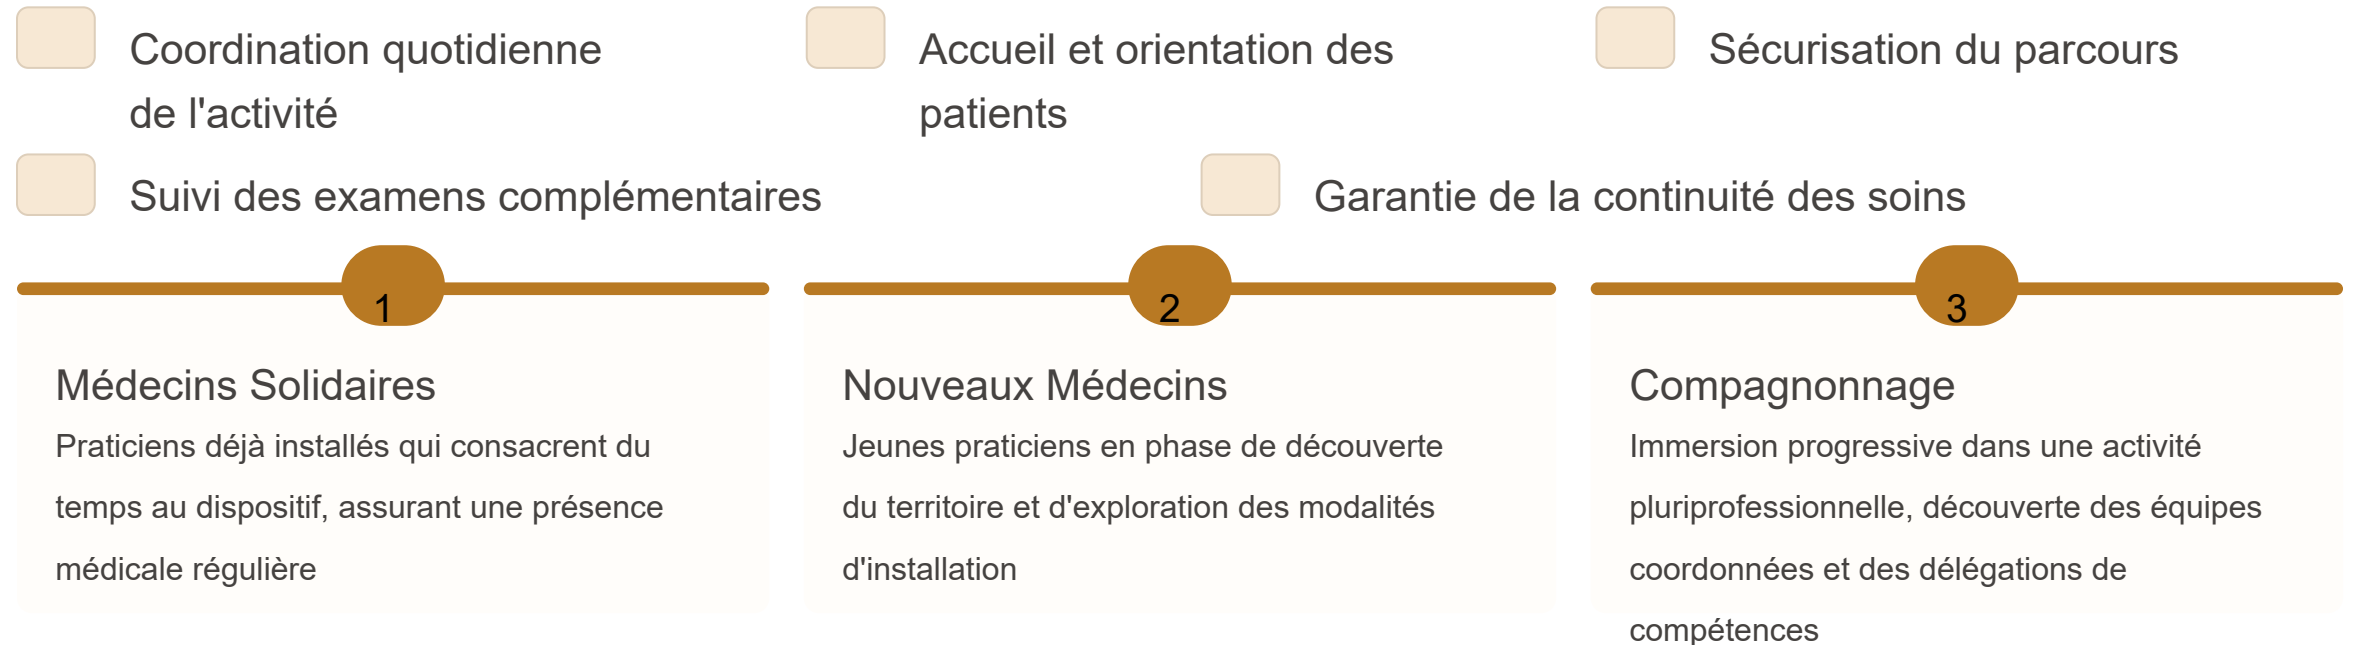 Coordination quotidienne
de l'activité
Accueil et orientation des
patients
Sécurisation du parcours
Suivi des examens complémentaires
Garantie de la continuité des soins
1
Médecins Solidaires
Praticiens déjà installés qui consacrent du
temps au dispositif, assurant une présence
médicale régulière
2
Nouveaux Médecins
Jeunes praticiens en phase de découverte
du territoire et d'exploration des modalités
d'installation
3
Compagnonnage
Immersion progressive dans une activité
pluriprofessionnelle, découverte des équipes
coordonnées et des délégations de
compétences